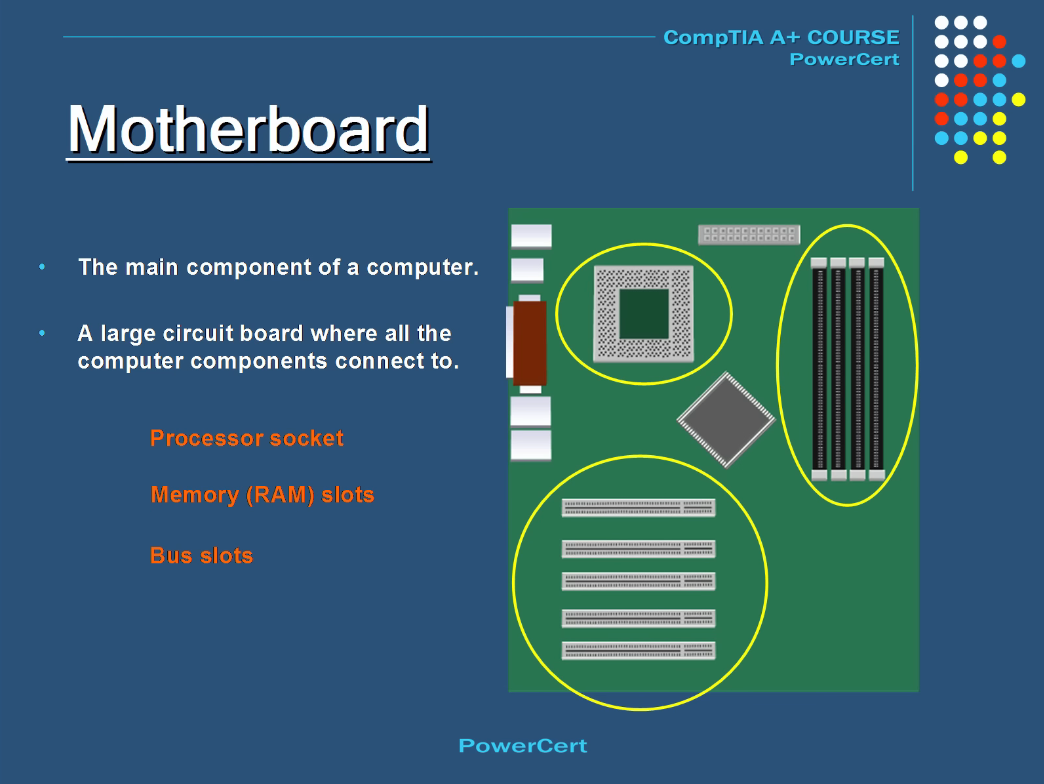 CompTIA A+ COURSE
PowerCert
Motherboard
• The main component of a computer.
• A large circuit board where all the
computer components connect to.
Processor socket
Memory (RAM) slots
Bus slots
PowerCert